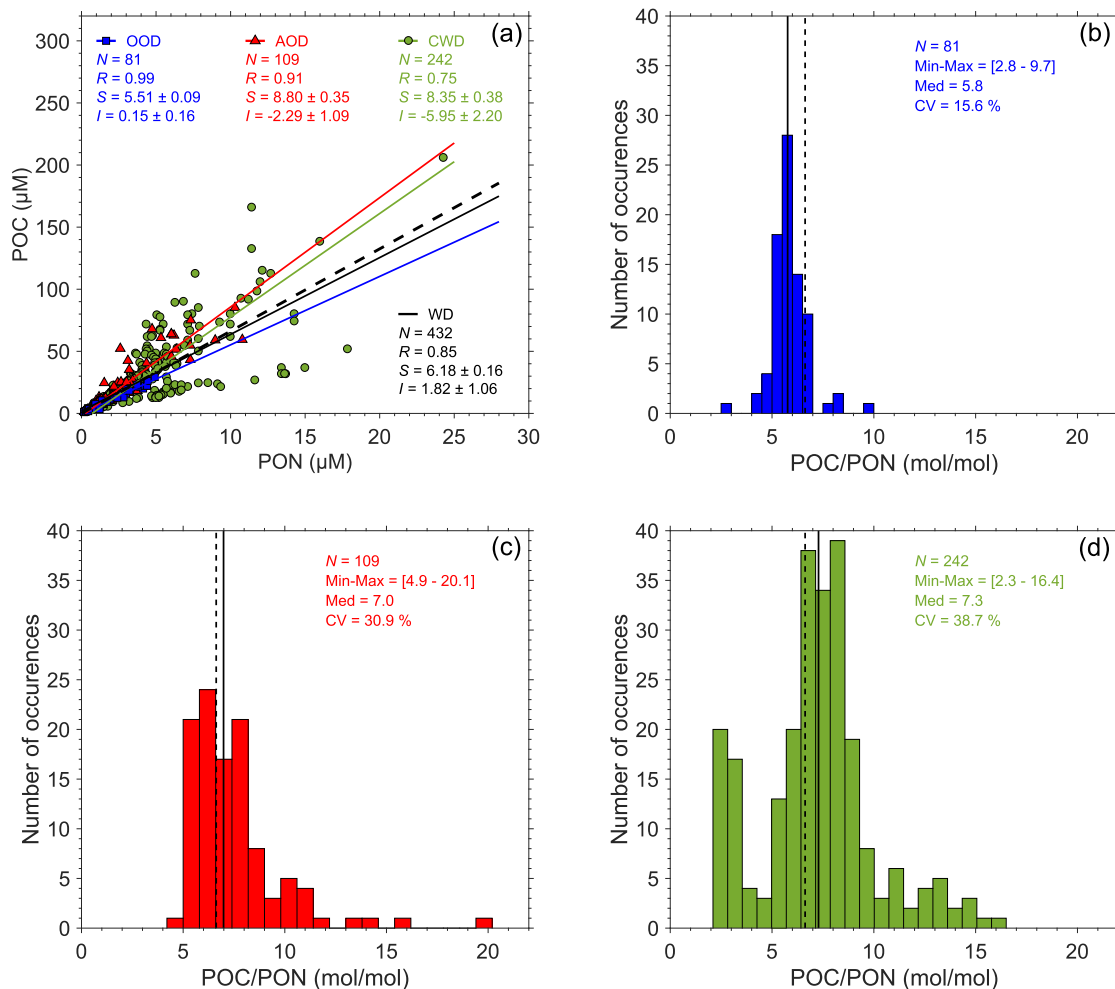 (a)
OOD AOD CWD
N = 81 N = 109 N = 242
R = 0.99 R = 0.91 R = 0.75
S = 5.51 ± 0.09 S = 8.80 ± 0.35 S = 8.35 ± 0.38
I = 0.15 ± 0.16 I = -2.29 ± 1.09 I = -5.95 ± 2.20
300
250
200
150
100
50
0
POC (µM)
WD
N = 432
R = 0.85
S = 6.18 ± 0.16
I = 1.82 ± 1.06
0 5 10 15 20 25 30
PON (µM)
(b)
N = 81
Min-Max = [2.8 - 9.7]
Med = 5.8
CV = 15.6 %
40
35
30
25
20
15
10
5
0
Number of occurences
0 5 10 15 20
POC/PON (mol/mol)
(c)
N = 109
Min-Max = [4.9 - 20.1]
Med = 7.0
CV = 30.9 %
40
35
30
25
20
15
10
5
0
Number of occurences
0 5 10 15 20
POC/PON (mol/mol)
(d)
N = 242
Min-Max = [2.3 - 16.4]
Med = 7.3
CV = 38.7 %
40
35
30
25
20
15
10
5
0
Number of occurences
0 5 10 15 20
POC/PON (mol/mol)